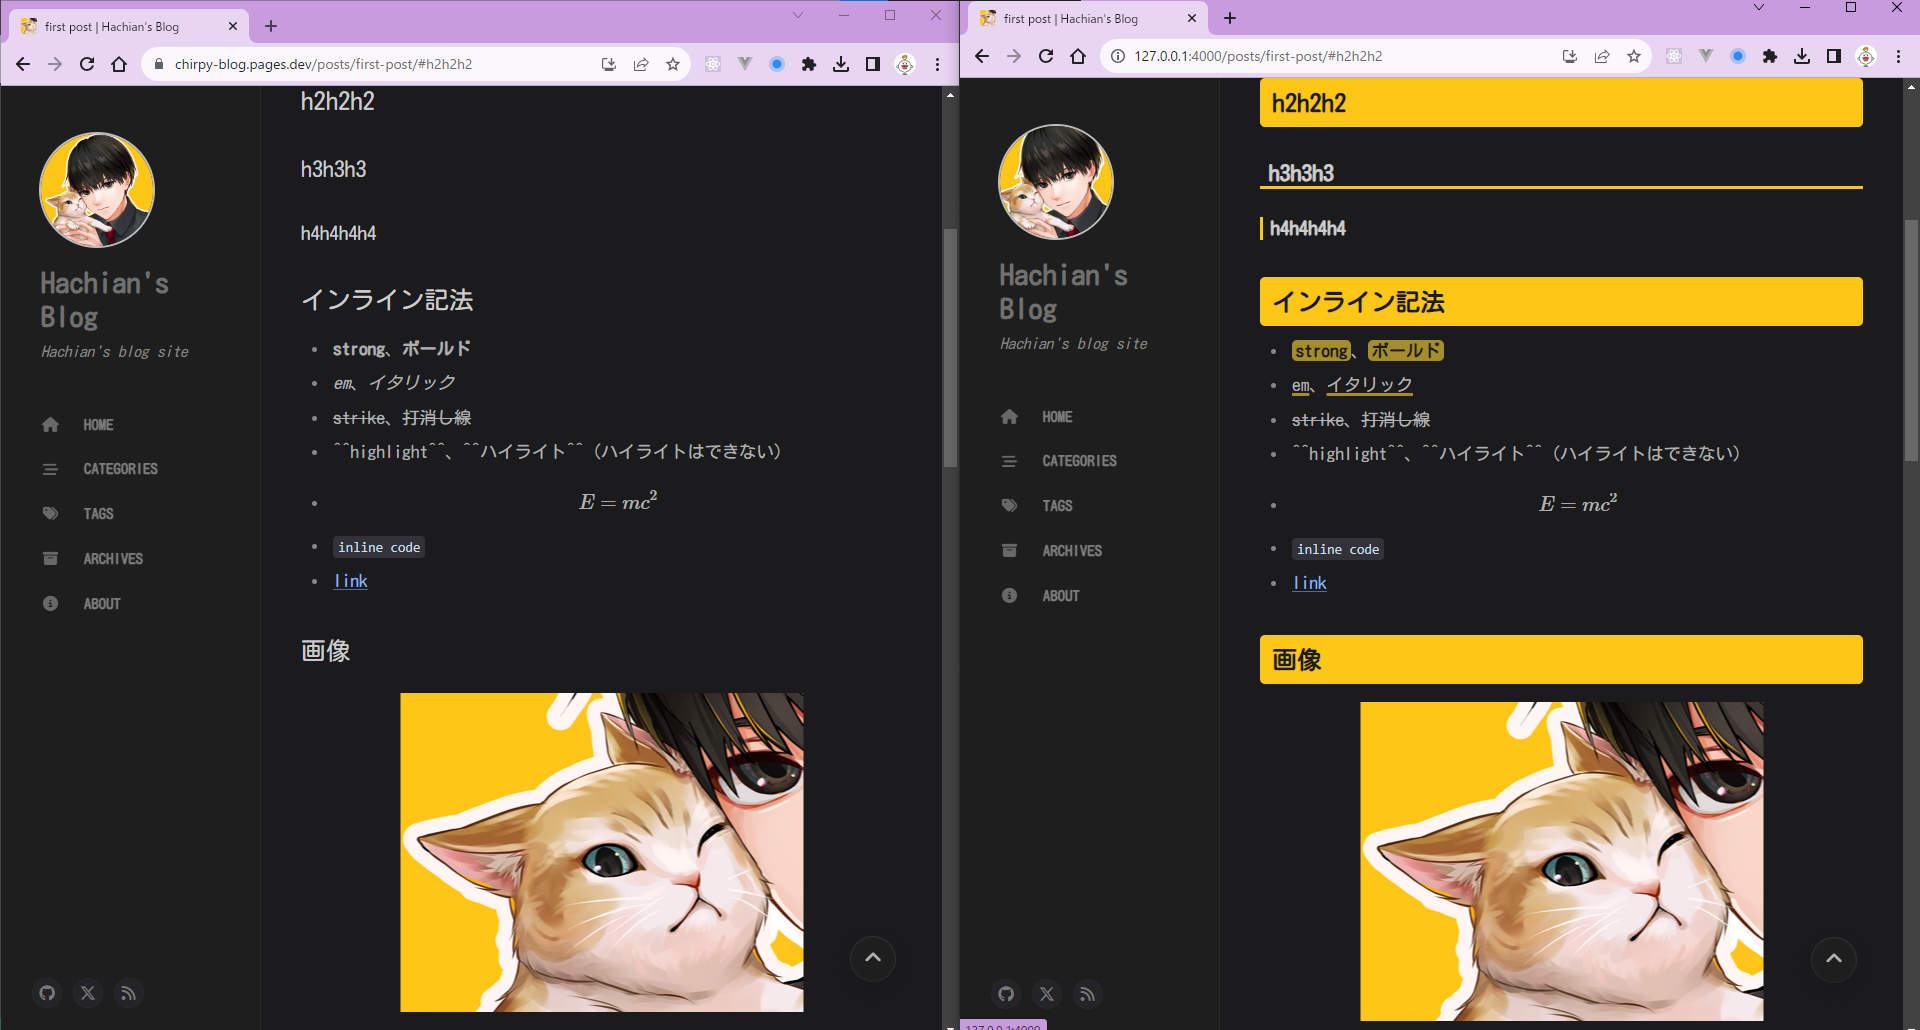 first post | Hachian's Blog
chirpy-blog.pages.dev/posts/first-post/#h2h2h2
Hachian's
Blog
Hachian's blog site
HOME
CATEGORIES
TAGS
ARCHIVES
ABOUT
h2h2h2
h3h3h3
h4h4h4h4
インライン記法
strong、ボールド
em、イタリック
strike、打消し線
^^highlight^^、^^ハイライト^^（ハイライトはできない）
E = mc²
inline code
link
画像
first post | Hachian's Blog
127.0.0.1:4000/posts/first-post/#h2h2h2
Hachian's
Blog
Hachian's blog site
HOME
CATEGORIES
TAGS
ARCHIVES
ABOUT
h2h2h2
h3h3h3
h4h4h4h4
インライン記法
strong、ボールド
em、イタリック
strike、打消し線
^^highlight^^、^^ハイライト^^（ハイライトはできない）
E = mc²
inline code
link
画像
127.0.0.1:4000